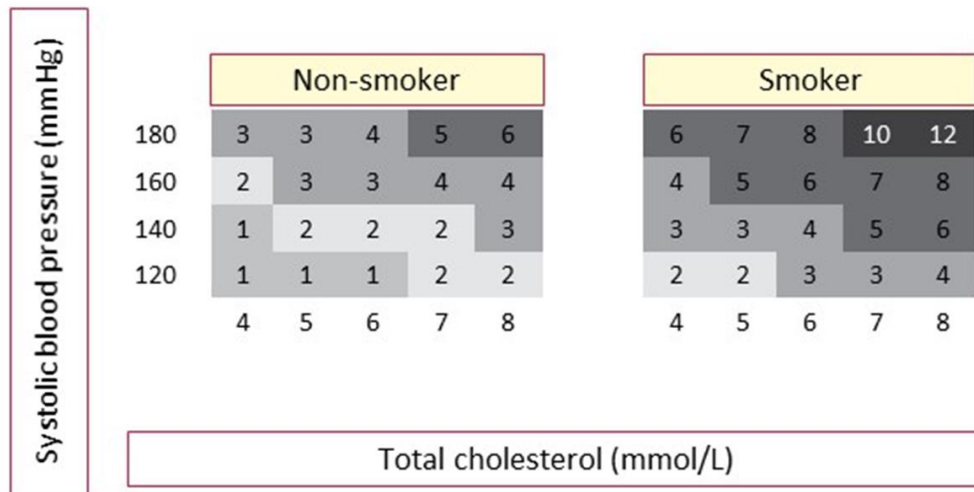 Systolic blood pressure (mmHg)
Non-smoker Smoker
180 3 3 4 5 6 6 7 8 10 12
160 2 3 3 4 4 4 5 6 7 8
140 1 2 2 2 3 3 3 4 5 6
120 1 1 1 2 2 2 2 3 3 4
4 5 6 7 8 4 5 6 7 8
Total cholesterol (mmol/L)